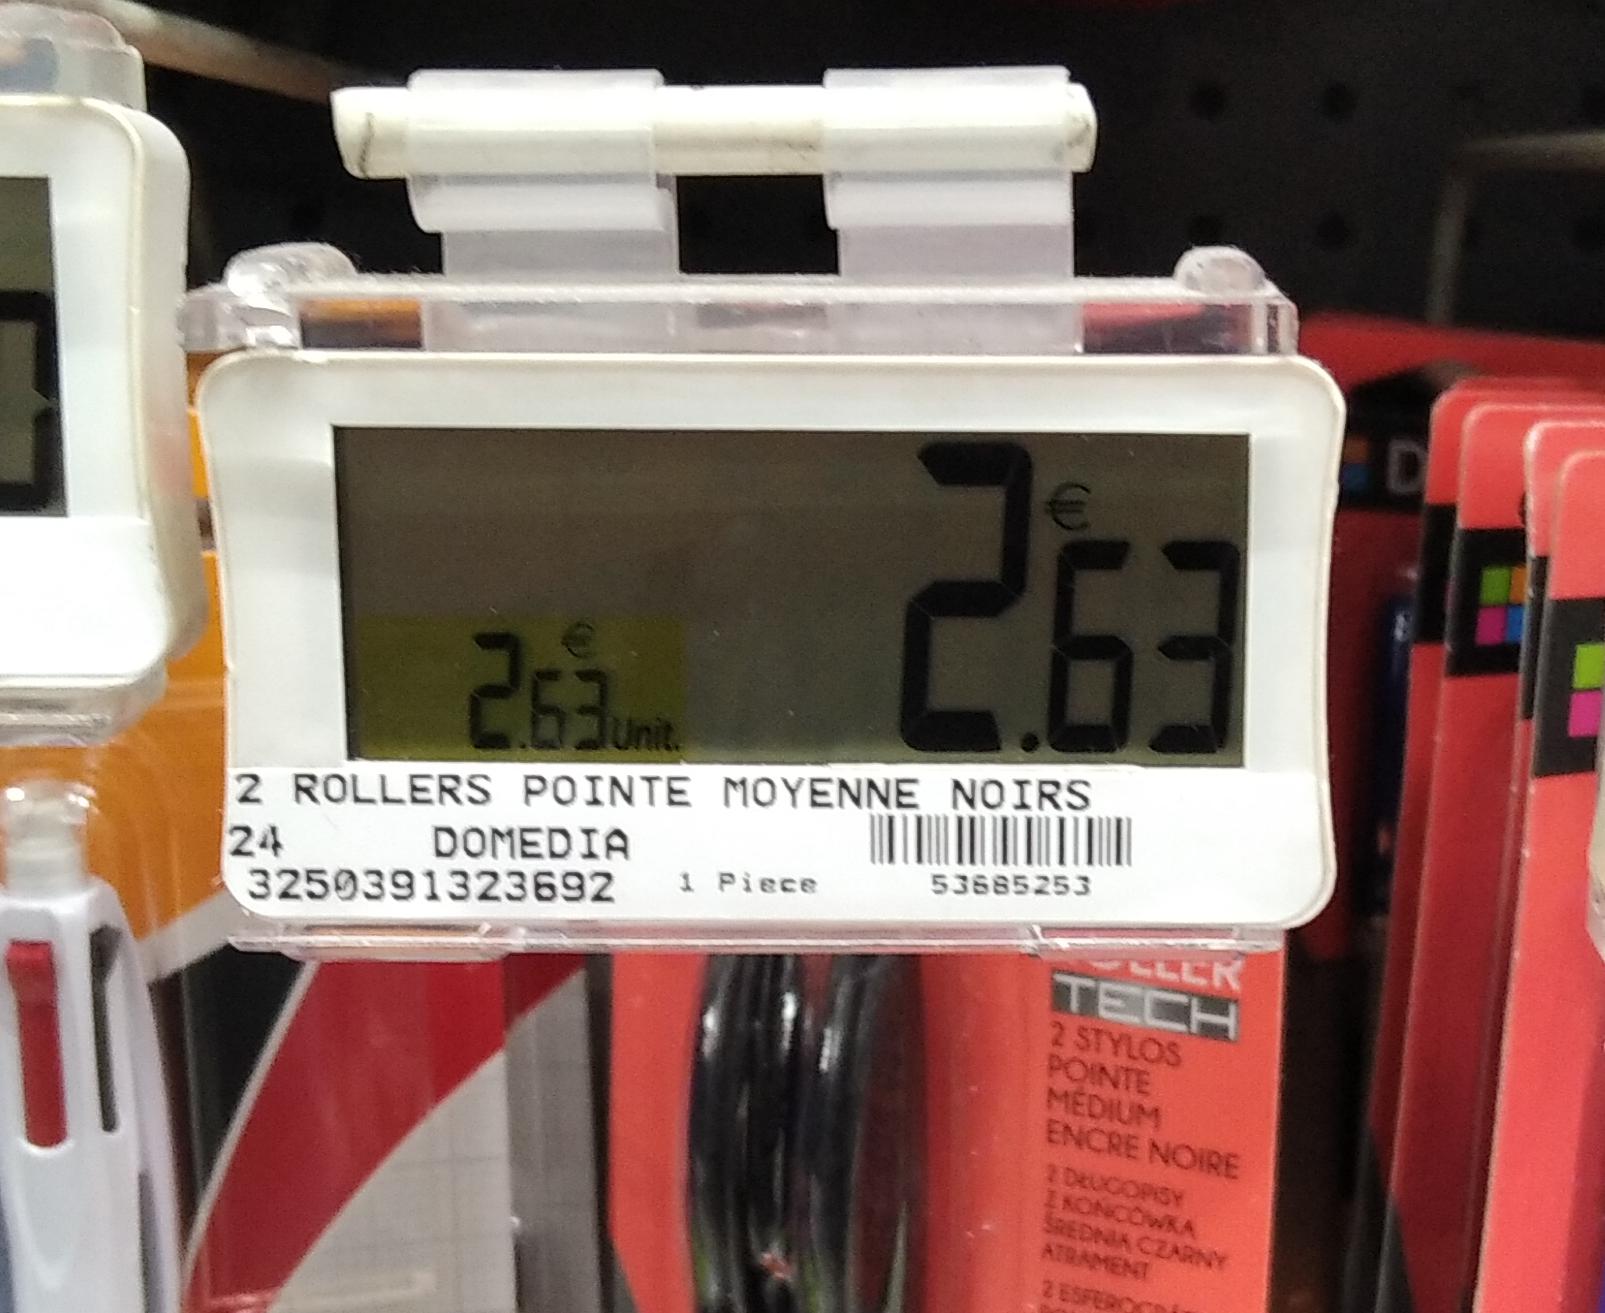 2€.63
2€.63 Unit.
2 ROLLERS POINTE MOYENNE NOIRS
24 DOMEDIA
3250391323692 1 Piece 53685253
TECH
2 STYLOS
POINTE
MÉDIUM
ENCRE NOIRE
2 DŁUGOPISY
Z KOŃCÓWKĄ
ŚREDNIA CZARNY
ATRAMENT